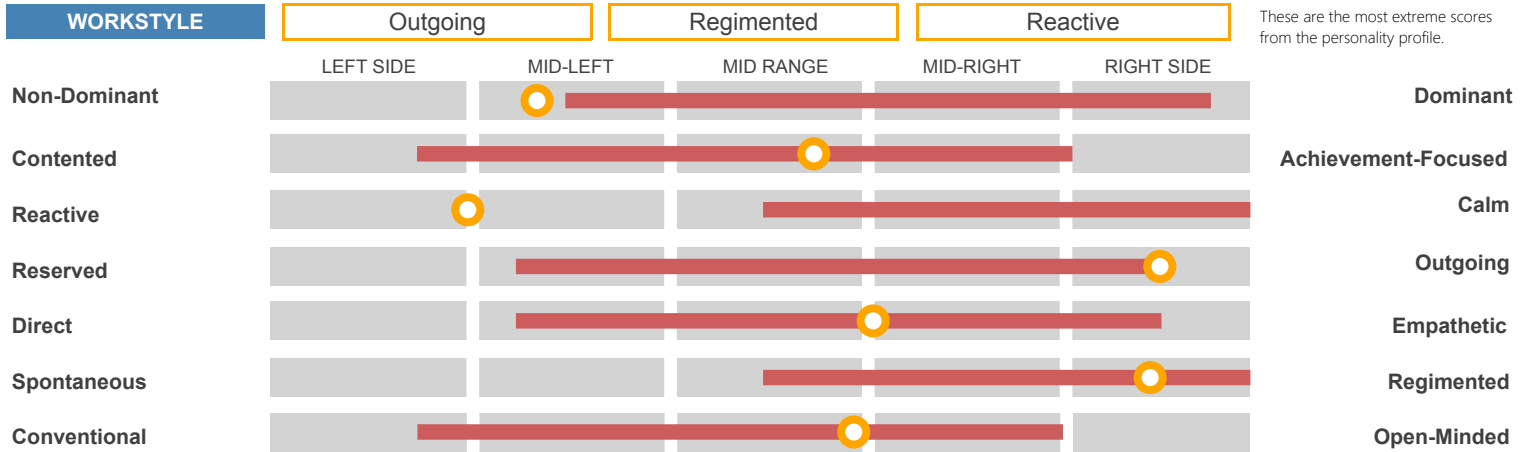 WORKSTYLE Outgoing Regimented Reactive These are the most extreme scores
from the personality profile.
LEFT SIDE MID-LEFT MID RANGE MID-RIGHT RIGHT SIDE
Non-Dominant Dominant
Contented Achievement-Focused
Reactive Calm
Reserved Outgoing
Direct Empathetic
Spontaneous Regimented
Conventional Open-Minded